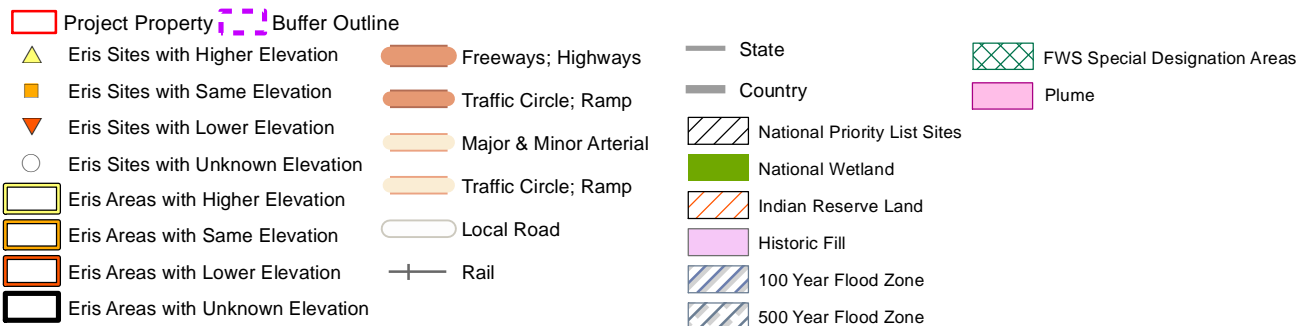 Project Property
Buffer Outline
Eris Sites with Higher Elevation
Eris Sites with Same Elevation
Eris Sites with Lower Elevation
Eris Sites with Unknown Elevation
Eris Areas with Higher Elevation
Eris Areas with Same Elevation
Eris Areas with Lower Elevation
Eris Areas with Unknown Elevation
Freeways; Highways
Traffic Circle; Ramp
Major & Minor Arterial
Traffic Circle; Ramp
Local Road
Rail
State
Country
National Priority List Sites
National Wetland
Indian Reserve Land
Historic Fill
100 Year Flood Zone
500 Year Flood Zone
FWS Special Designation Areas
Plume